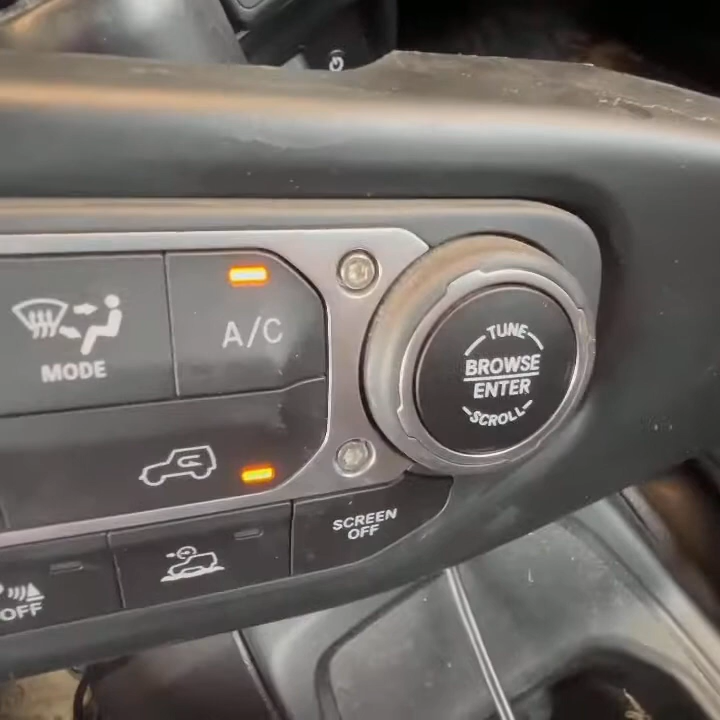 A/C
MODE
TUNE
BROWSE
ENTER
SCROLL
SCREEN
OFF
OFF